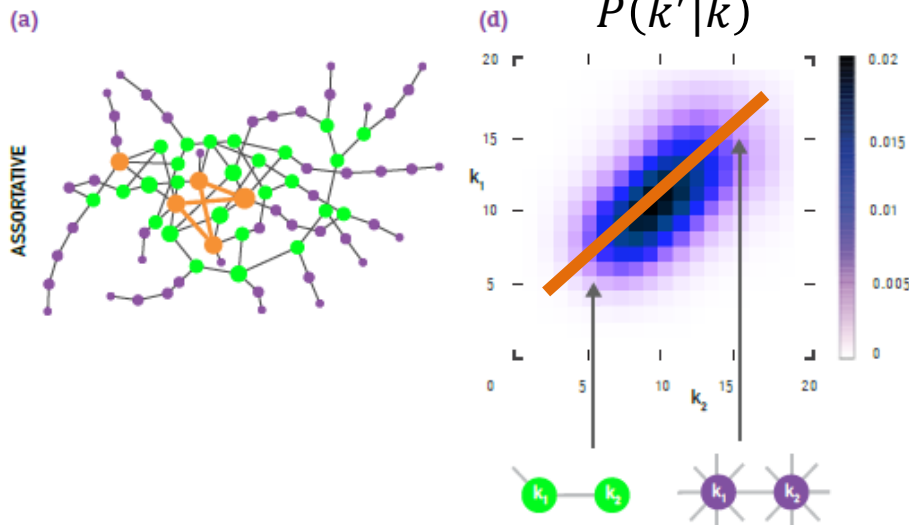 (a)
ASSORTATIVE
(d)
P(k'|k)
20
15
k₁
10
5
0
5
10
15
20
k₂
0.02
0.015
0.01
0.005
0
k₁
k₂
k₁
k₂